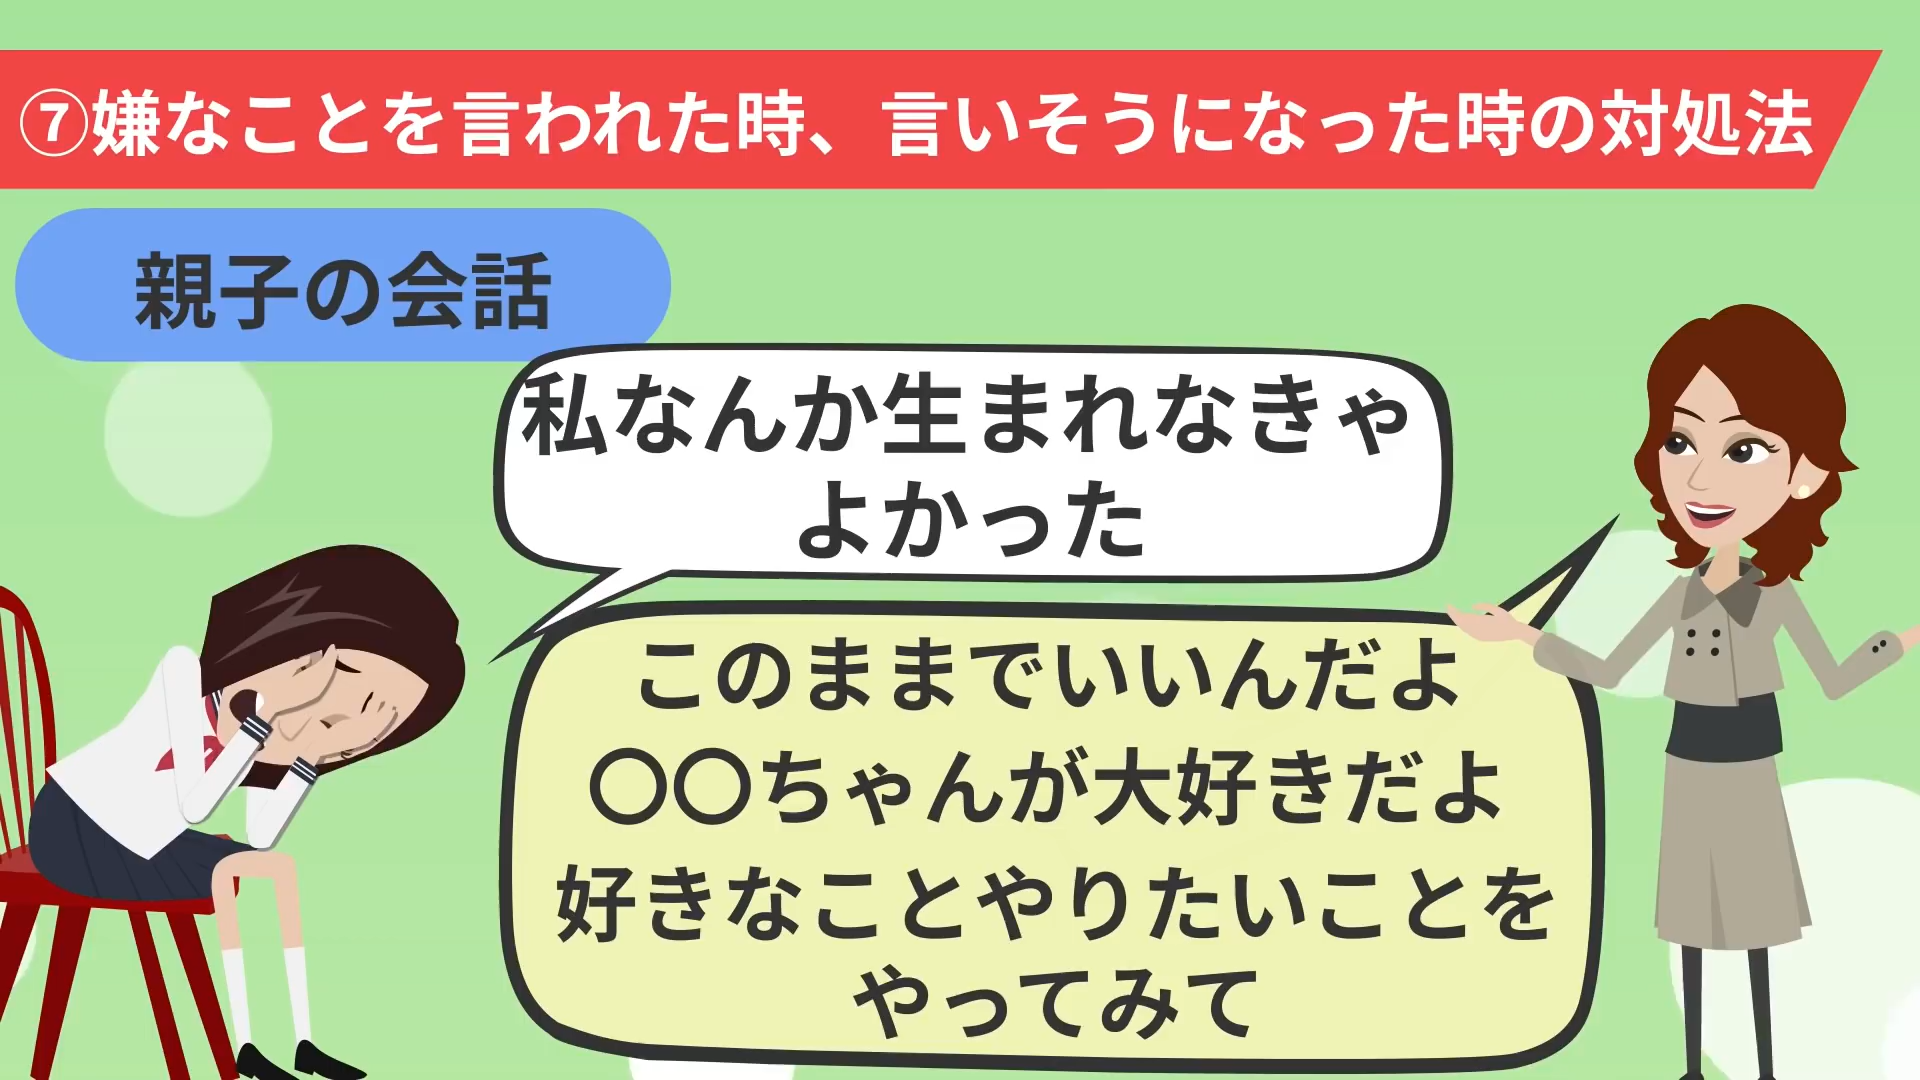 ⑦嫌なことを言われた時、言いそうになった時の対処法
親子の会話
私なんか生まれなきゃ
よかった
このままでいいんだよ
〇〇ちゃんが大好きだよ
好きなことやりたいことを
やってみて